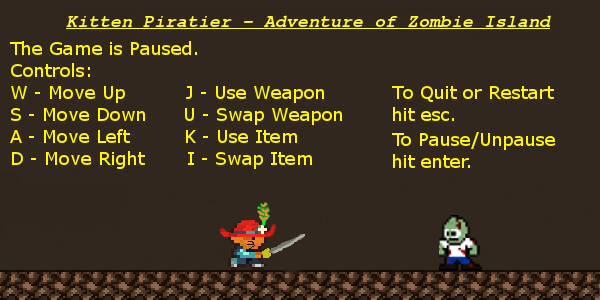 Kitten Piratier - Adventure of Zombie Island
The Game is Paused.
Controls:
W - Move Up
S - Move Down
A - Move Left
D - Move Right
J - Use Weapon
U - Swap Weapon
K - Use Item
I - Swap Item
To Quit or Restart
hit esc.
To Pause/Unpause
hit enter.